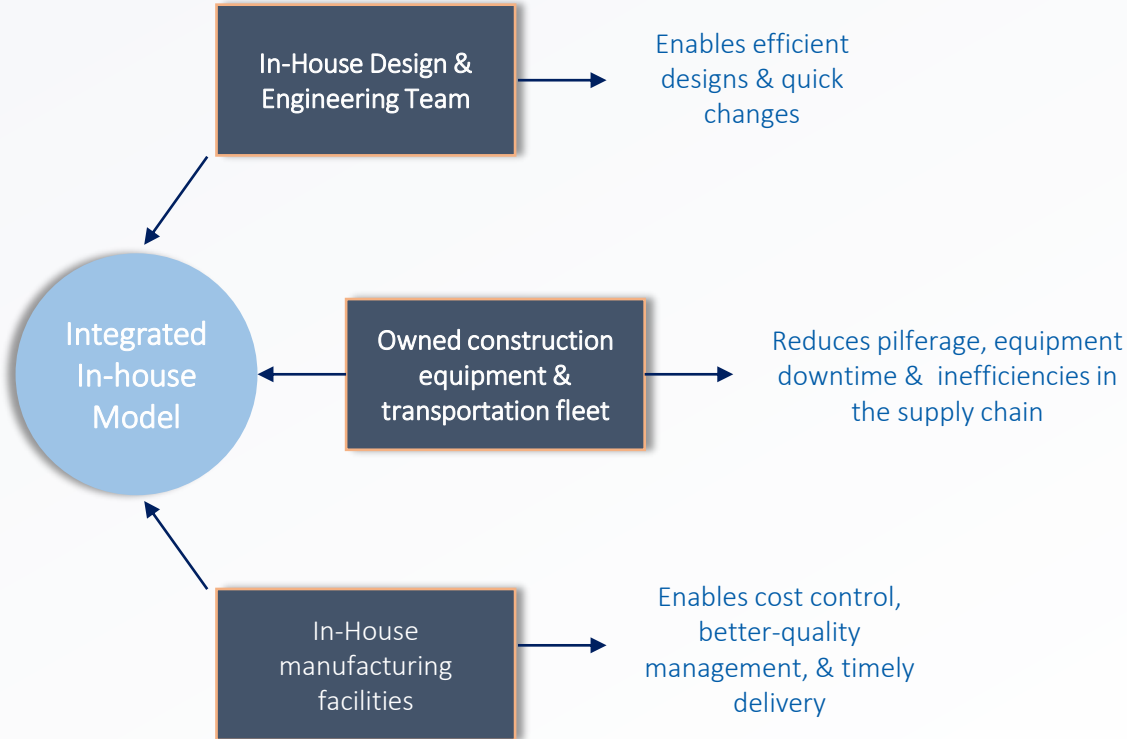 In-House Design &
Engineering Team
Enables efficient
designs & quick
changes
Integrated
In-house
Model
Owned construction
equipment &
transportation fleet
Reduces pilferage, equipment
downtime & inefficiencies in
the supply chain
In-House
manufacturing
facilities
Enables cost control,
better-quality
management, & timely
delivery